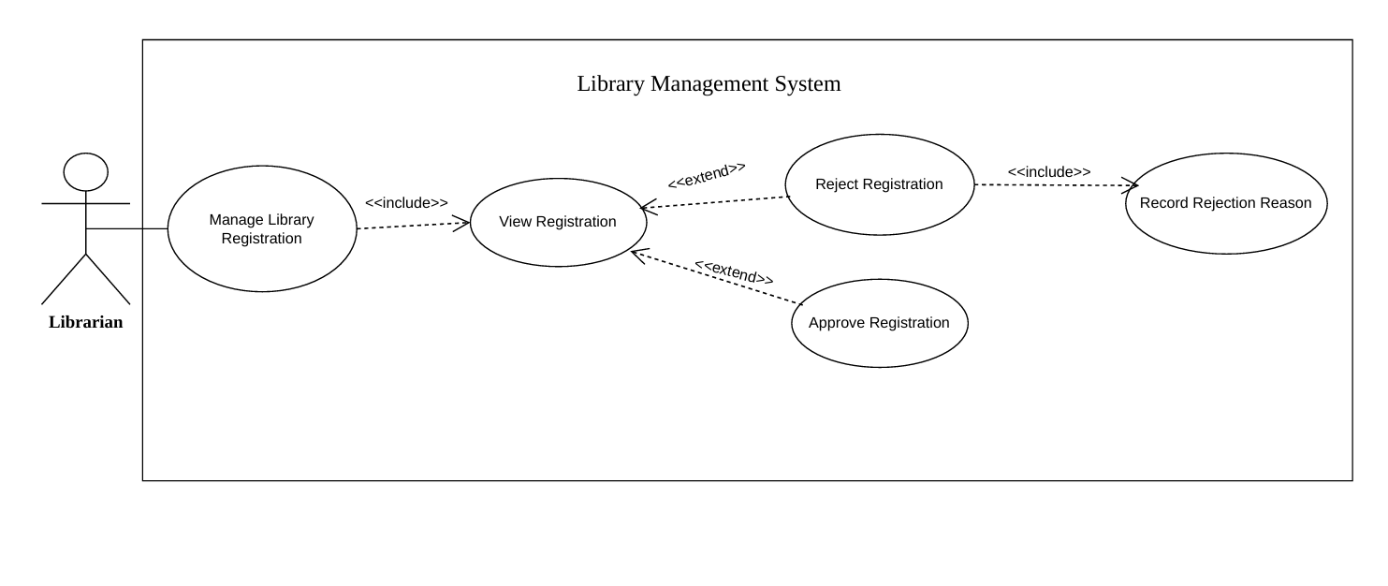 Library Management System
Librarian
Manage Library
Registration
<<include>>
View Registration
<<extend>>
Reject Registration
<<include>>
Record Rejection Reason
<<extend>>
Approve Registration